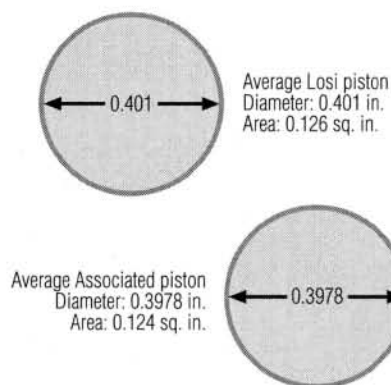 0.401
Average Losi piston
Diameter: 0.401 in.
Area: 0.126 sq. in.
Average Associated piston
Diameter: 0.3978 in.
Area: 0.124 sq. in.
0.3978